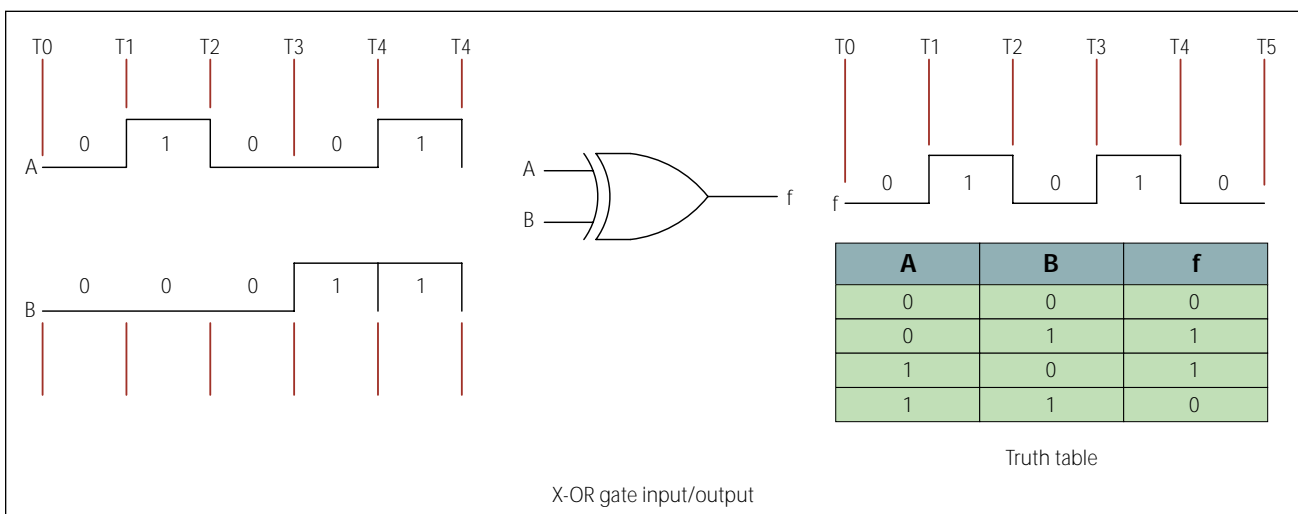 T0 T1 T2 T3 T4 T4
0 1 0 0 1
A
0 0 0 1 1
B
A
B
f
T0 T1 T2 T3 T4 T5
0 1 0 1 0
f
A B f
0 0 0
0 1 1
1 0 1
1 1 0
Truth table
X-OR gate input/output